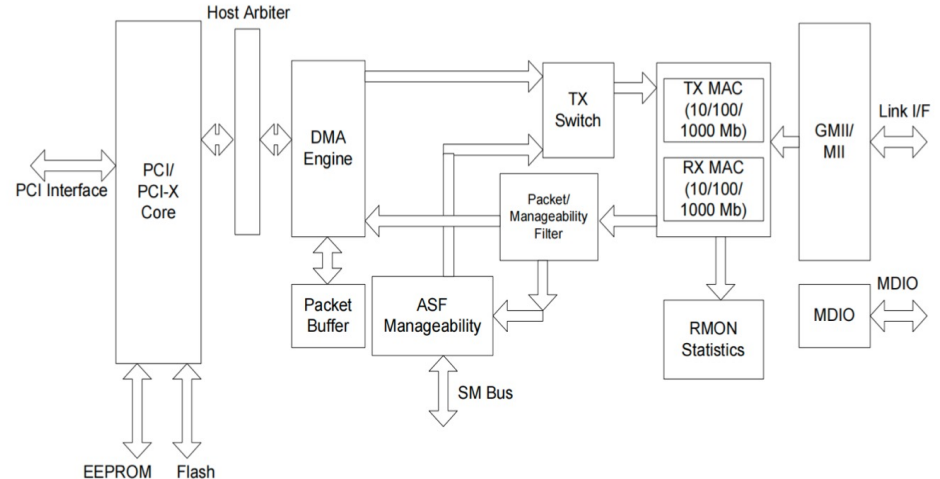 Host Arbiter
PCI Interface
PCI/
PCI-X
Core
DMA
Engine
TX
Switch
TX MAC
(10/100/
1000 Mb)
RX MAC
(10/100/
1000 Mb)
GMII/
MII
Link I/F
Packet/
Manageability
Filter
Packet
Buffer
ASF
Manageability
RMON
Statistics
MDIO
MDIO
SM Bus
EEPROM
Flash